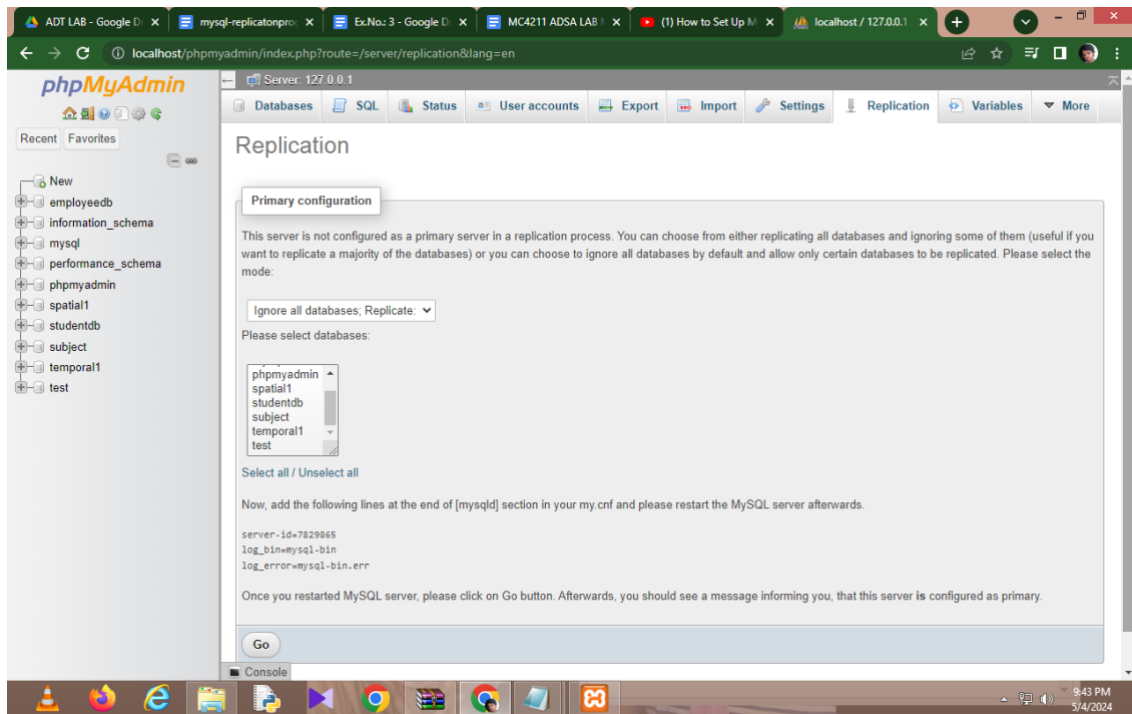 ADT LAB - Google D
mysql-replicatonproc
Ex.No.: 3 - Google D
MC4211 ADSA LAB
(1) How to Set Up M
localhost / 127.0.0.1
localhost/phpmyadmin/index.php?route=/server/replication&lang=en
phpMyAdmin
Recent Favorites
New
employeedb
information_schema
mysql
performance_schema
phpmyadmin
spatial1
studentdb
subject
temporal1
test
Server: 127.0.0.1
Databases SQL Status User accounts Export Import Settings Replication Variables More
Replication
Primary configuration
This server is not configured as a primary server in a replication process. You can choose from either replicating all databases and ignoring some of them (useful if you
want to replicate a majority of the databases) or you can choose to ignore all databases by default and allow only certain databases to be replicated. Please select the
mode:
Ignore all databases; Replicate:
Please select databases:
phpmyadmin
spatial1
studentdb
subject
temporal1
test
Select all / Unselect all
Now, add the following lines at the end of [mysqld] section in your my.cnf and please restart the MySQL server afterwards.
server-id=7829865
log_bin=mysql-bin
log_error=mysql-bin.err
Once you restarted MySQL server, please click on Go button. Afterwards, you should see a message informing you, that this server is configured as primary.
Go
Console
9:43 PM
5/4/2024